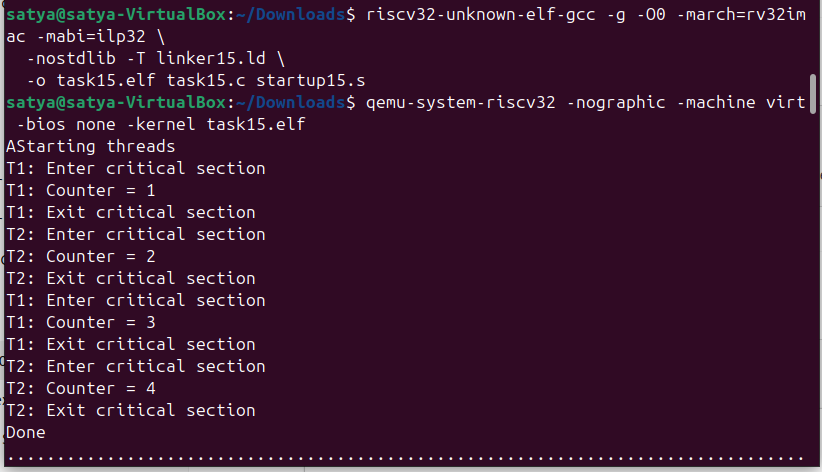 satya@satya-VirtualBox:~/Downloads$ riscv32-unknown-elf-gcc -g -O0 -march=rv32im
ac -mabi=ilp32 \
  -nostdlib -T linker15.ld \
  -o task15.elf task15.c startup15.s
satya@satya-VirtualBox:~/Downloads$ qemu-system-riscv32 -nographic -machine virt
 -bios none -kernel task15.elf
AStarting threads
T1: Enter critical section
T1: Counter = 1
T1: Exit critical section
T2: Enter critical section
T2: Counter = 2
T2: Exit critical section
T1: Enter critical section
T1: Counter = 3
T1: Exit critical section
T2: Enter critical section
T2: Counter = 4
T2: Exit critical section
Done
................................................................................